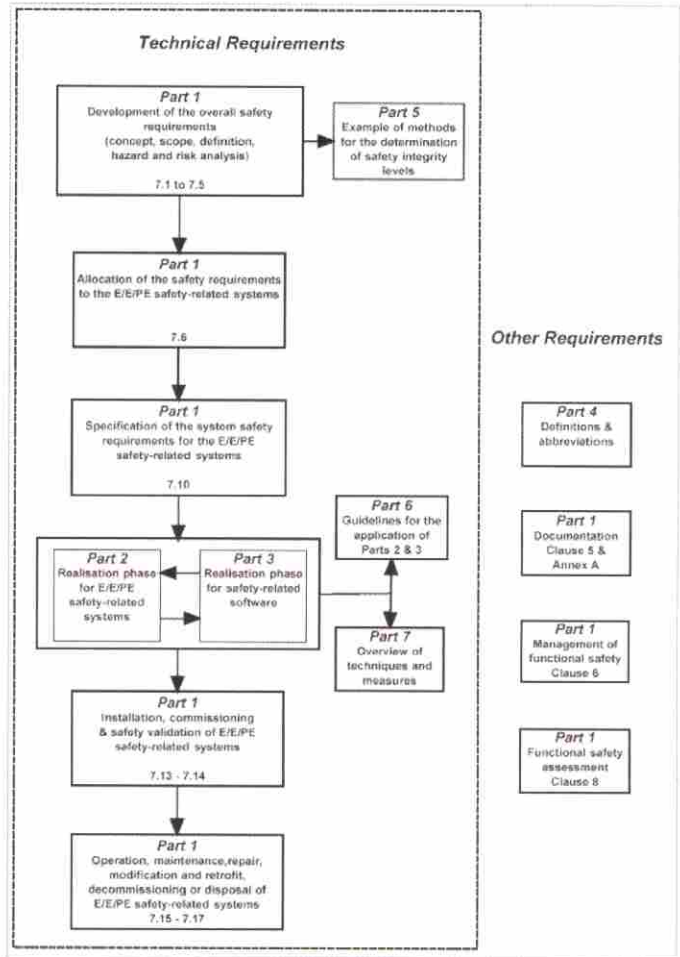 Technical Requirements
Part 1
Development of the overall safety
requirements
(concept, scope, definition,
hazard and risk analysis)
7.1 to 7.5
Part 5
Example of methods
for the determination
of safety integrity
levels
Part 1
Allocation of the safety requirements
to the E/E/PE safety-related systems
7.6
Other Requirements
Part 1
Specification of the system safety
requirements for the E/E/PE
safety-related systems
7.10
Part 4
Definitions &
abbreviations
Part 6
Guidelines for the
application of
Parts 2 & 3
Part 1
Documentation
Clause 5 &
Annex A
Part 2
Realisation phase
for E/E/PE
safety-related
systems
Part 3
Realisation phase
for safety-related
software
Part 7
Overview of
techniques and
measures
Part 1
Management of
functional safety
Clause 6
Part 1
Installation, commissioning
& safety validation of E/E/PE
safety-related systems
7.13 - 7.14
Part 1
Functional safety
assessment
Clause 8
Part 1
Operation, maintenance,repair,
modification and retrofit,
decommissioning or disposal of
E/E/PE safety-related systems
7.15 - 7.17